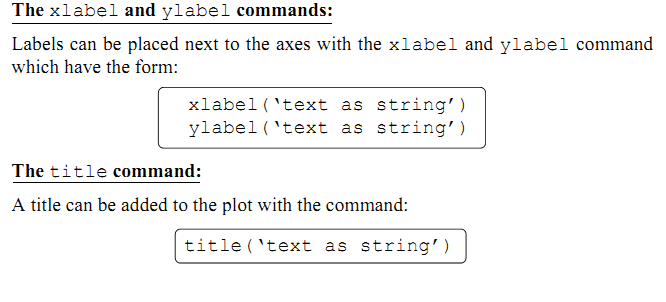 The xlabel and ylabel commands:
Labels can be placed next to the axes with the xlabel and ylabel command
which have the form:
xlabel(‘text as string’)
ylabel(‘text as string’)
The title command:
A title can be added to the plot with the command:
title(‘text as string’)